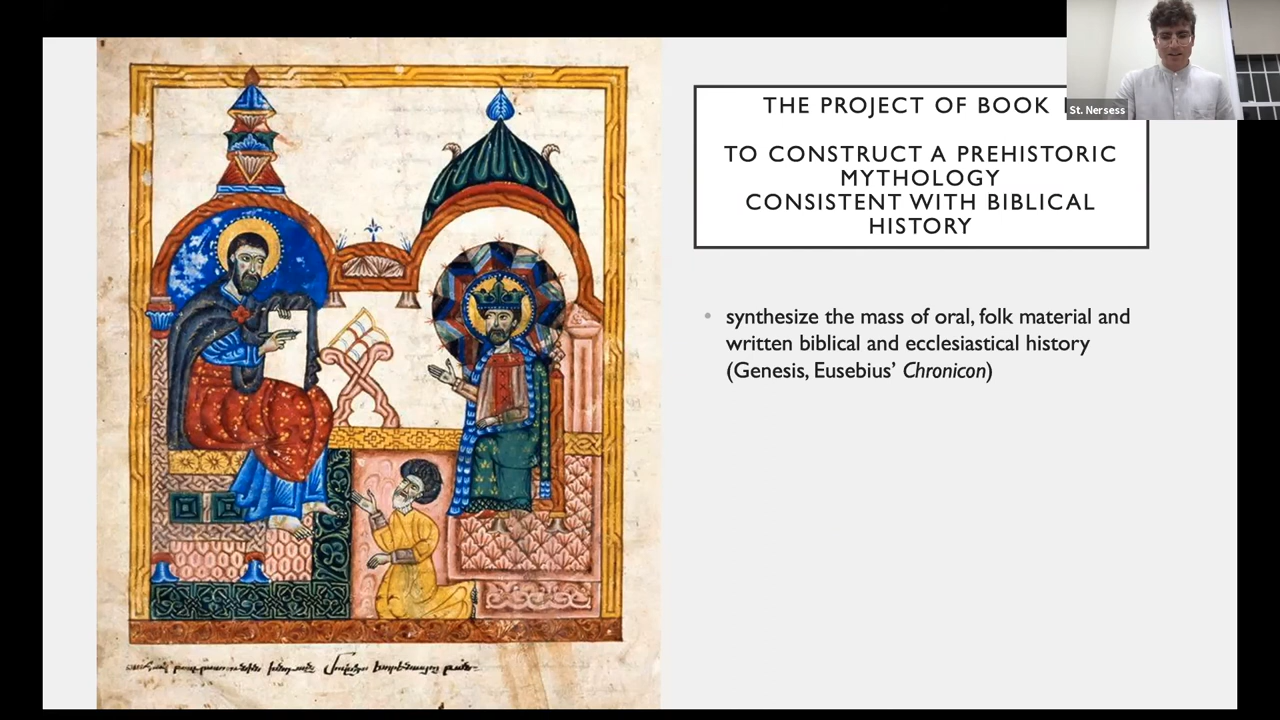 THE PROJECT OF BOOK
TO CONSTRUCT A PREHISTORIC
MYTHOLOGY
CONSISTENT WITH BIBLICAL
HISTORY
St. Nersess
• synthesize the mass of oral, folk material and
written biblical and ecclesiastical history
(Genesis, Eusebius’ Chronicon)